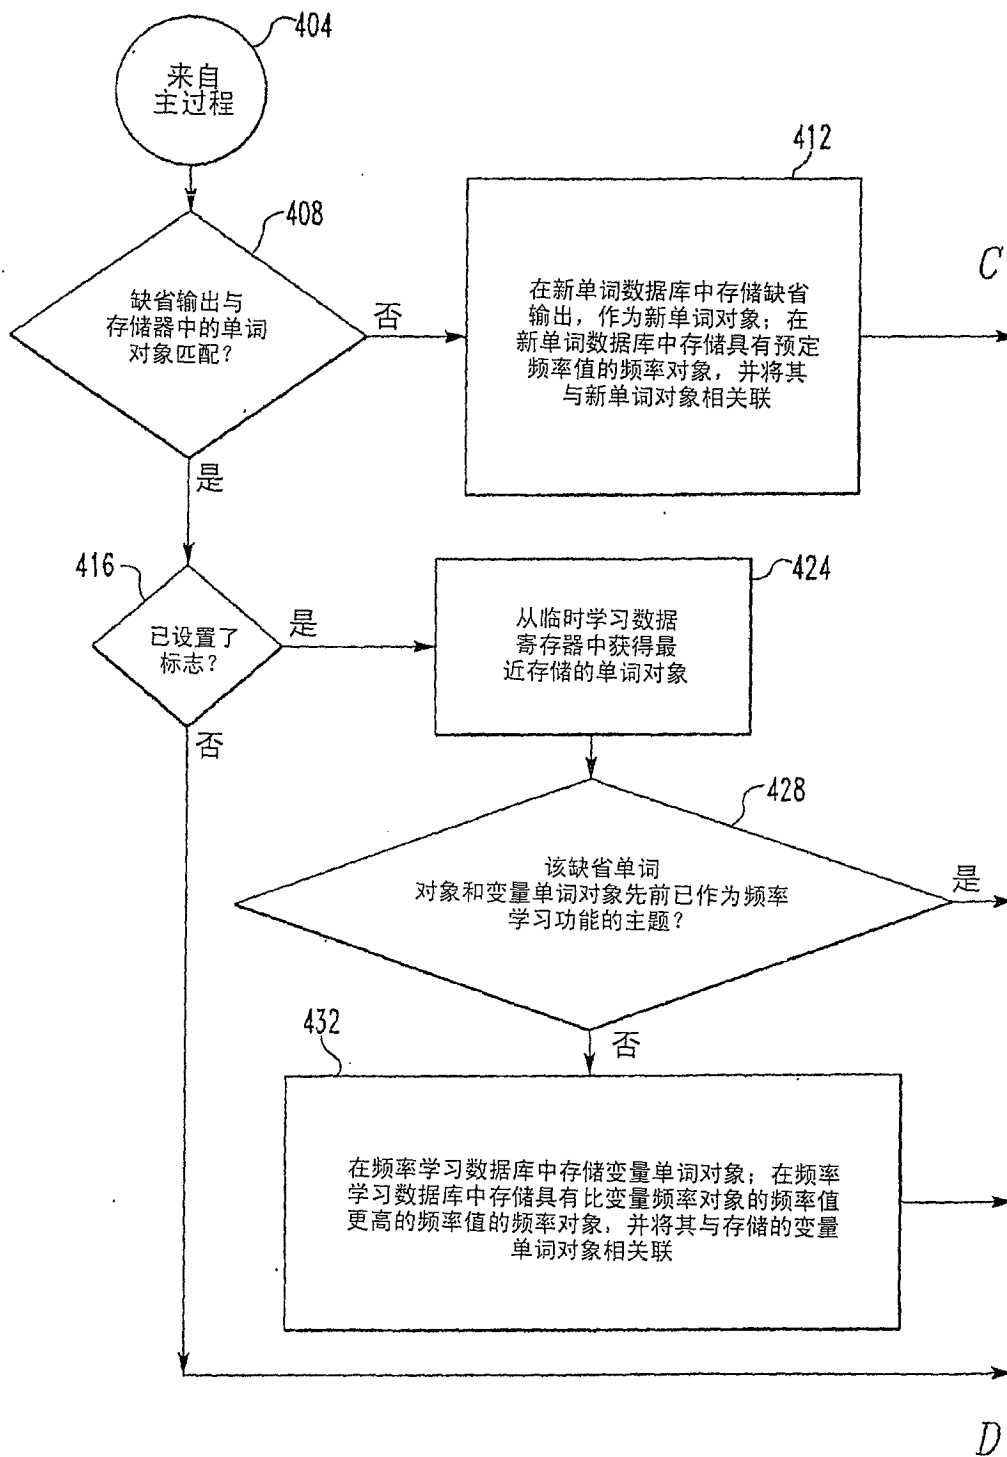 404
来自
主过程
408
缺省输出与
存储器中的单词
对象匹配？
否
412
在新单词数据库中存储缺省
输出，作为新单词对象；在
新单词数据库中存储具有预定
频率值的频率对象，并将其
与新单词对象相关联
C
是
416
已设置了
标志？
是
424
从临时学习数据
寄存器中获得最
近存储的单词对象
否
428
该缺省单词
对象和变量单词对象先前已作为频率
学习功能的主题？
是
否
432
在频率学习数据库中存储变量单词对象；在频率
学习数据库中存储具有比变量频率对象的频率值
更高的频率值的频率对象，并将其与存储的变量
单词对象相关联
D